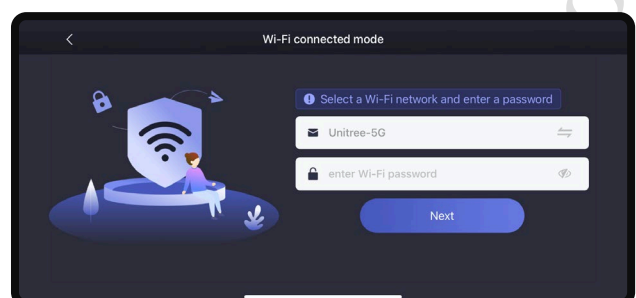 Wi-Fi connected mode
Select a Wi-Fi network and enter a password
Unitree-5G
enter Wi-Fi password
Next